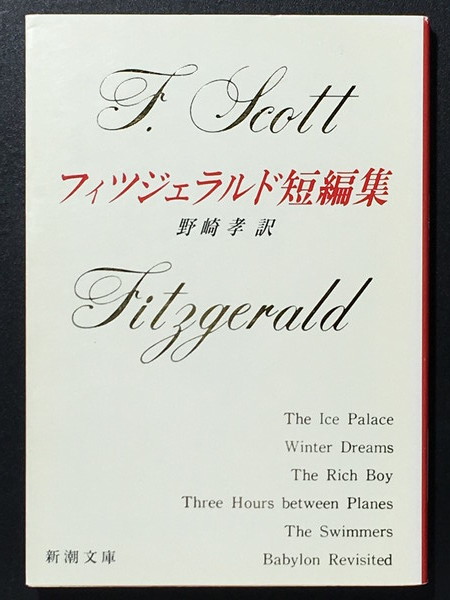 F. Scott
フィツジェラルド短編集
野崎孝訳
Fitzgerald
The Ice Palace
Winter Dreams
The Rich Boy
Three Hours between Planes
The Swimmers
Babylon Revisited
新潮文庫